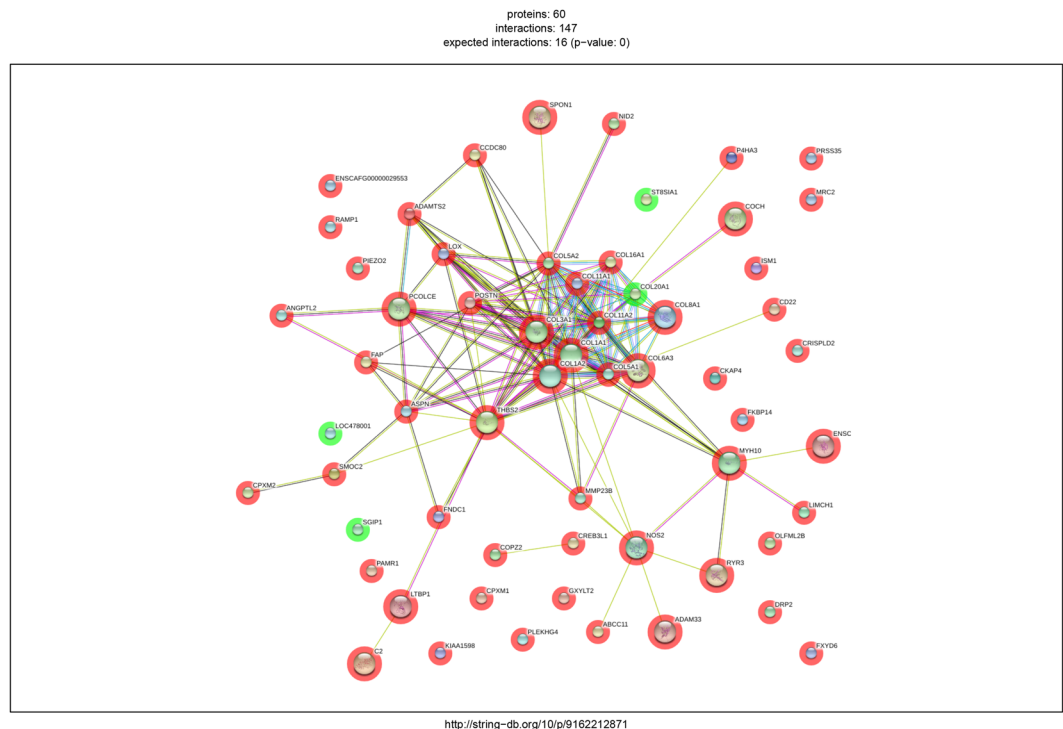 proteins: 60
interactions: 147
expected interactions: 16 (p−value: 0)
SPON1
NID2
CCDC80
P4HA3
PRSS35
ENSCAFG00000029553
ST8SIA1
MRC2
ADAMTS2
COCH
RAMP1
LOX
PIEZO2
COL5A2
COL16A1
ISM1
COL11A1
COL20A1
POSTN
PCOLCE
COL8A1
CD22
ANGPTL2
COL3A1
COL11A2
COL1A1
CRISPLD2
FAP
COL6A3
COL1A2
COL5A1
CKAP4
ASPN
THBS2
FKBP14
LOC478001
ENSC
MYH10
SMOC2
CPXM2
MMP23B
LIMCH1
FNDC1
SGIP1
CREB3L1
NOS2
OLFML2B
COPZ2
PAMR1
RYR3
LTBP1
CPXM1
GXYLT2
DRP2
ABCC11
ADAM33
PLEKHG4
C2
KIAA1598
FXYD6
http://string−db.org/10/p/9162212871